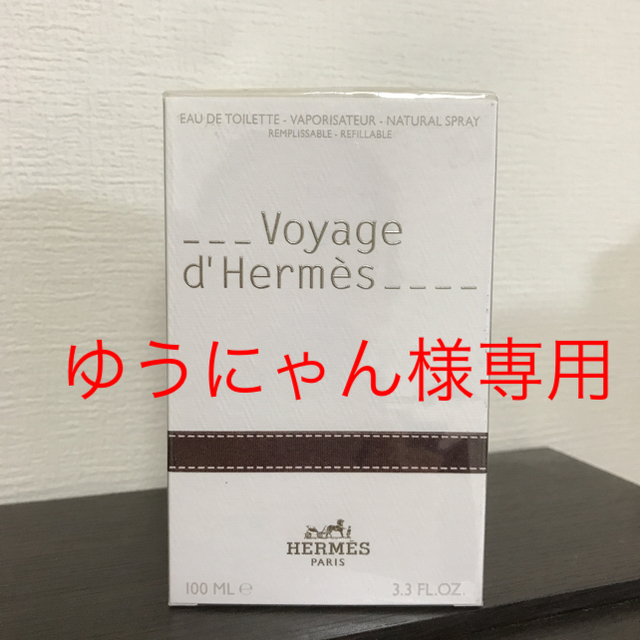 EAU DE TOILETTE - VAPORISATEUR - NATURAL SPRAY
REMPLISSABLE - REFILLABLE
___Voyage
d'Hermès____
ゆうにゃん様専用
HERMÈS
PARIS
100 ML e 3.3 FL.OZ.